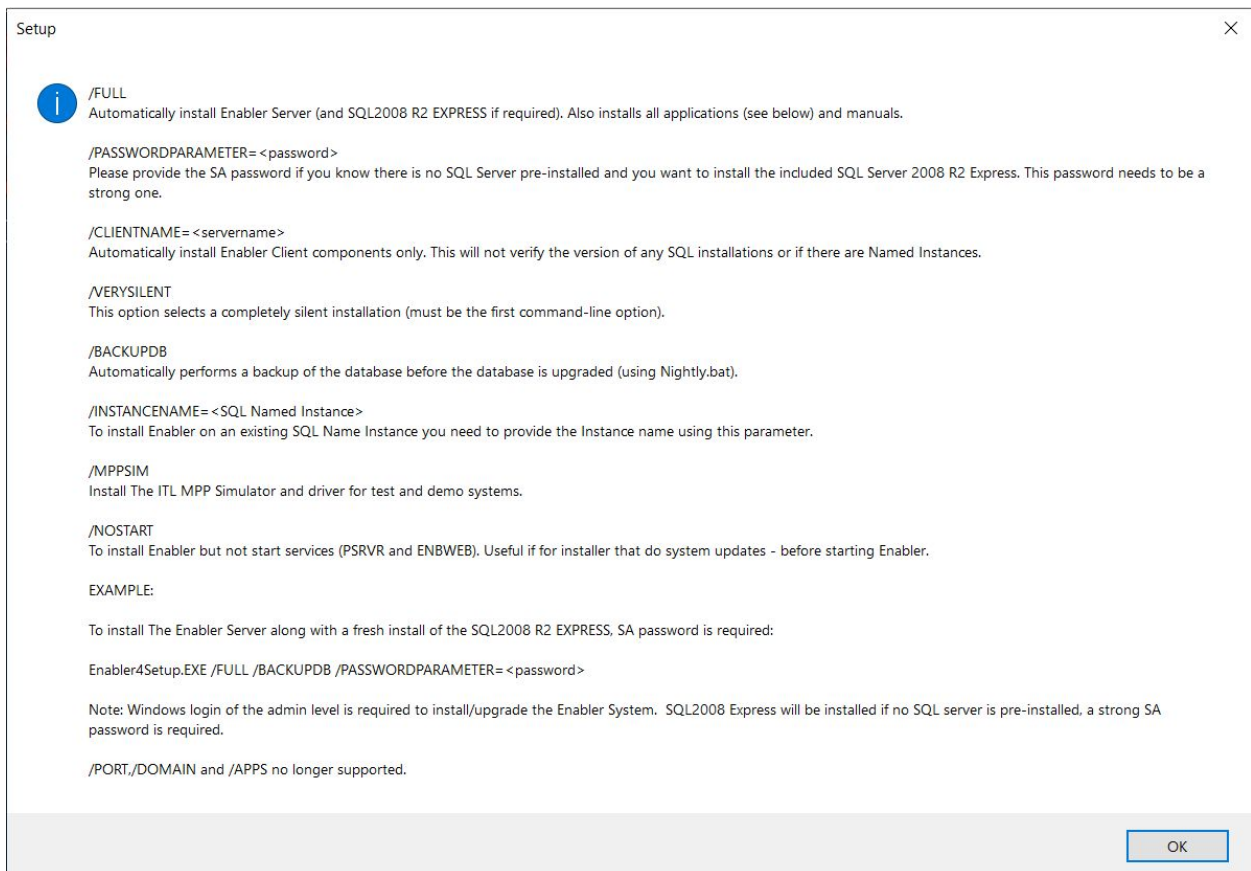 Setup
/FULL
Automatically install Enabler Server (and SQL2008 R2 EXPRESS if required). Also installs all applications (see below) and manuals.
/PASSWORDPARAMETER=<password>
Please provide the SA password if you know there is no SQL Server pre-installed and you want to install the included SQL Server 2008 R2 Express. This password needs to be a
strong one.
/CLIENTNAME=<servername>
Automatically install Enabler Client components only. This will not verify the version of any SQL installations or if there are Named Instances.
/VERYSILENT
This option selects a completely silent installation (must be the first command-line option).
/BACKUPDB
Automatically performs a backup of the database before the database is upgraded (using Nightly.bat).
/INSTANCENAME=<SQL Named Instance>
To install Enabler on an existing SQL Name Instance you need to provide the Instance name using this parameter.
/MPPSIM
Install The ITL MPP Simulator and driver for test and demo systems.
/NOSTART
To install Enabler but not start services (PSRVR and ENBWEB). Useful if for installer that do system updates - before starting Enabler.
EXAMPLE:
To install The Enabler Server along with a fresh install of the SQL2008 R2 EXPRESS, SA password is required:
Enabler4Setup.EXE /FULL /BACKUPDB /PASSWORDPARAMETER=<password>
Note: Windows login of the admin level is required to install/upgrade the Enabler System.  SQL2008 Express will be installed if no SQL server is pre-installed, a strong SA
password is required.
/PORT,/DOMAIN and /APPS no longer supported.
OK